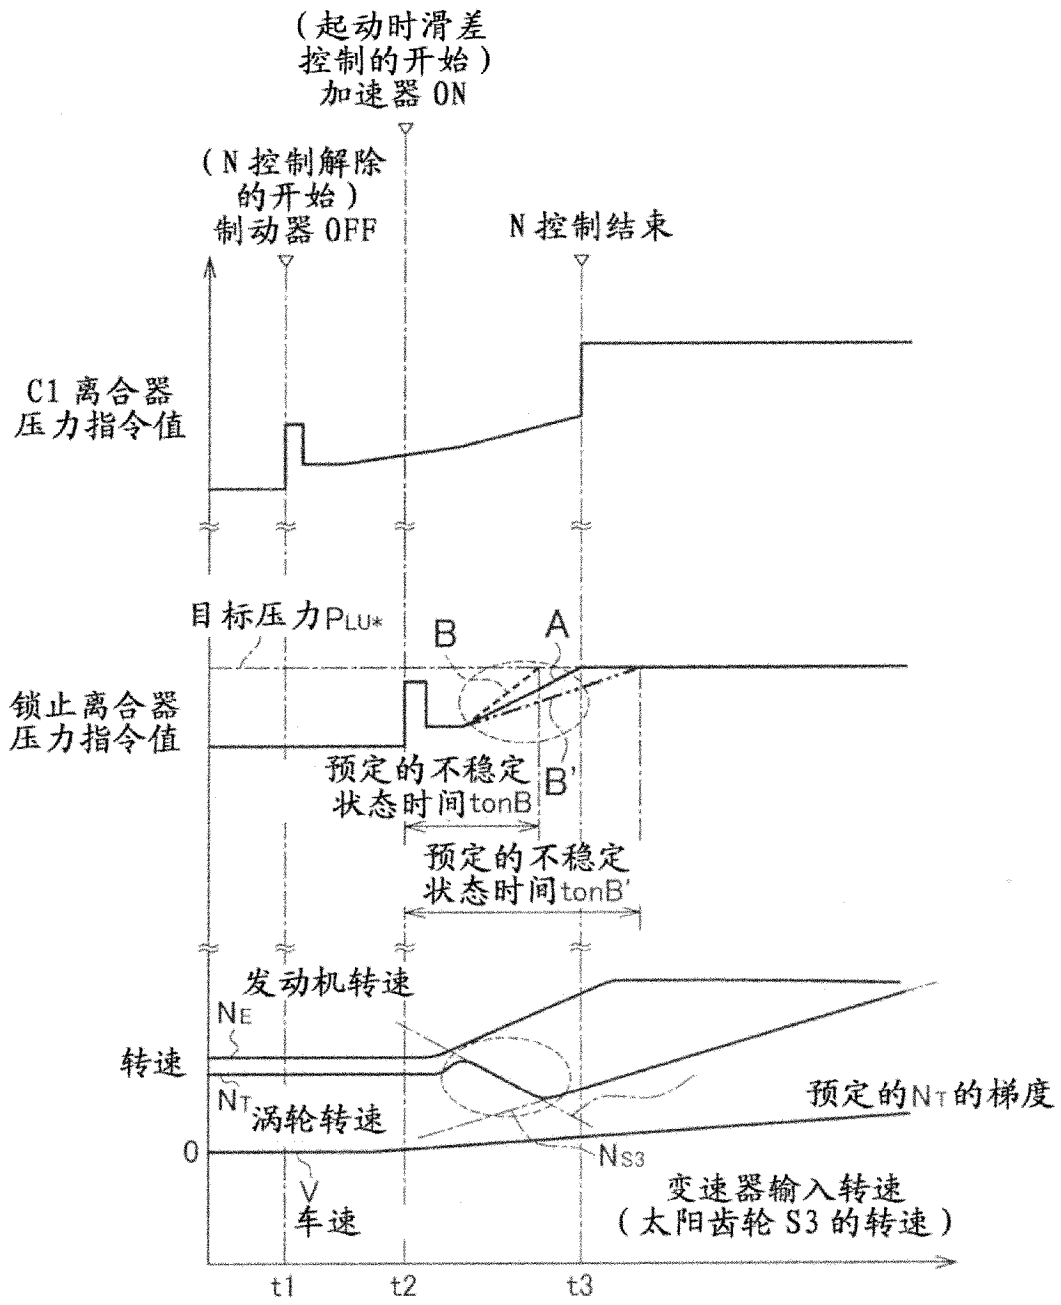 (起动时滑差
控制的开始)
加速器 ON
(N 控制解除
的开始)
制动器 OFF
N 控制结束
C1 离合器
压力指令值
目标压力PLU*
B
A
锁止离合器
压力指令值
B'
预定的不稳定
状态时间tonB
预定的不稳定
状态时间tonB'
发动机转速
NE
转速
NT
涡轮转速
预定的NT的梯度
0
NS3
V
车速
变速器输入转速
(太阳齿轮 S3 的转速)
t1
t2
t3